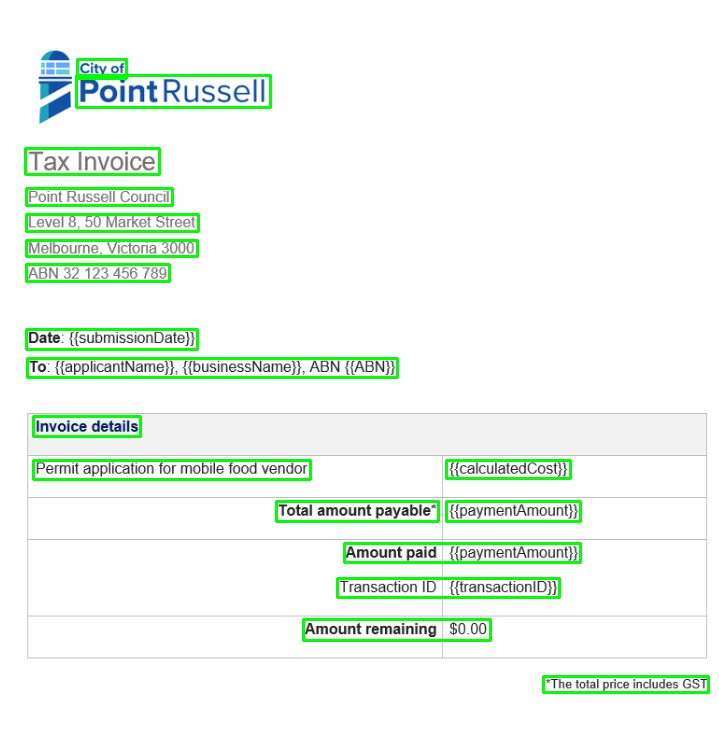 City of
Point Russell
Tax Invoice
Point Russell Council
Level 8, 50 Market Street
Melbourne, Victoria 3000
ABN 32 123 456 789
Date: {{submissionDate}}
To: {{applicantName}}, {{businessName}}, ABN {{ABN}}
Invoice details
Permit application for mobile food vendor {{calculatedCost}}
Total amount payable* {{paymentAmount}}
Amount paid {{paymentAmount}}
Transaction ID {{transactionID}}
Amount remaining $0.00
*The total price includes GST